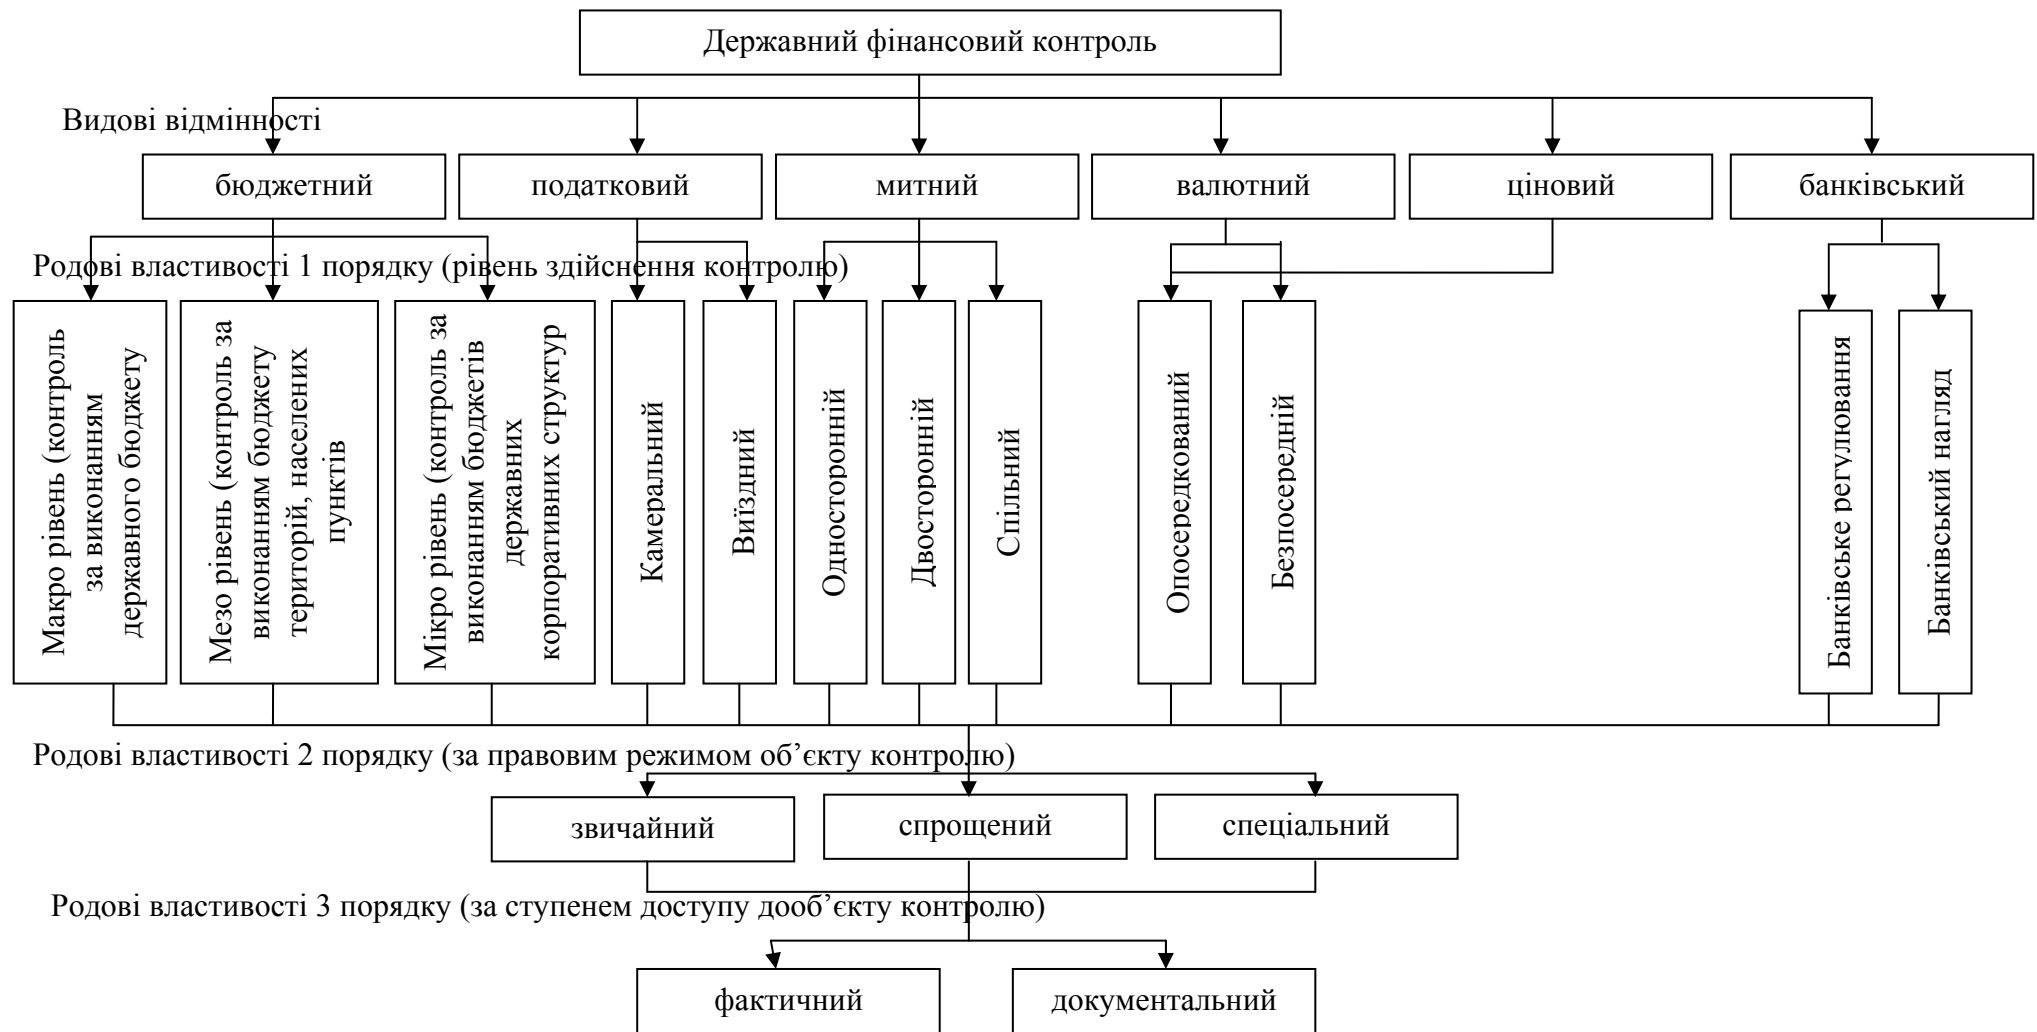 Державний фінансовий контроль
Видові відмінності
бюджетний
податковий
митний
валютний
ціновий
банківський
Родові властивості 1 порядку (рівень здійснення контролю)
Макро рівень (контроль
за виконанням
державного бюджету
Мезо рівень (контроль за
виконанням бюджету
територій, населених
пунктів
Мікро рівень (контроль за
виконанням бюджетів
державних
корпоративних структур
Камеральний
Виїздний
Односторонній
Двосторонній
Спільний
Опосередкований
Безпосередній
Банківське регулювання
Банківський нагляд
Родові властивості 2 порядку (за правовим режимом об’єкту контролю)
звичайний
спрощений
спеціальний
Родові властивості 3 порядку (за ступенем доступу дооб’єкту контролю)
фактичний
документальний